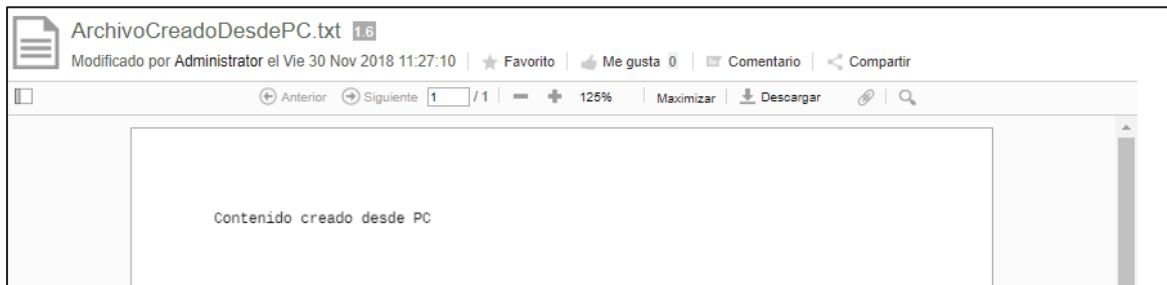 ArchivoCreadoDesdePC.txt 1.6
Modificado por Administrator el Vie 30 Nov 2018 11:27:10 Favorito Me gusta 0 Comentario Compartir
Anterior Siguiente 1 / 1 125% Maximizar Descargar
Contenido creado desde PC